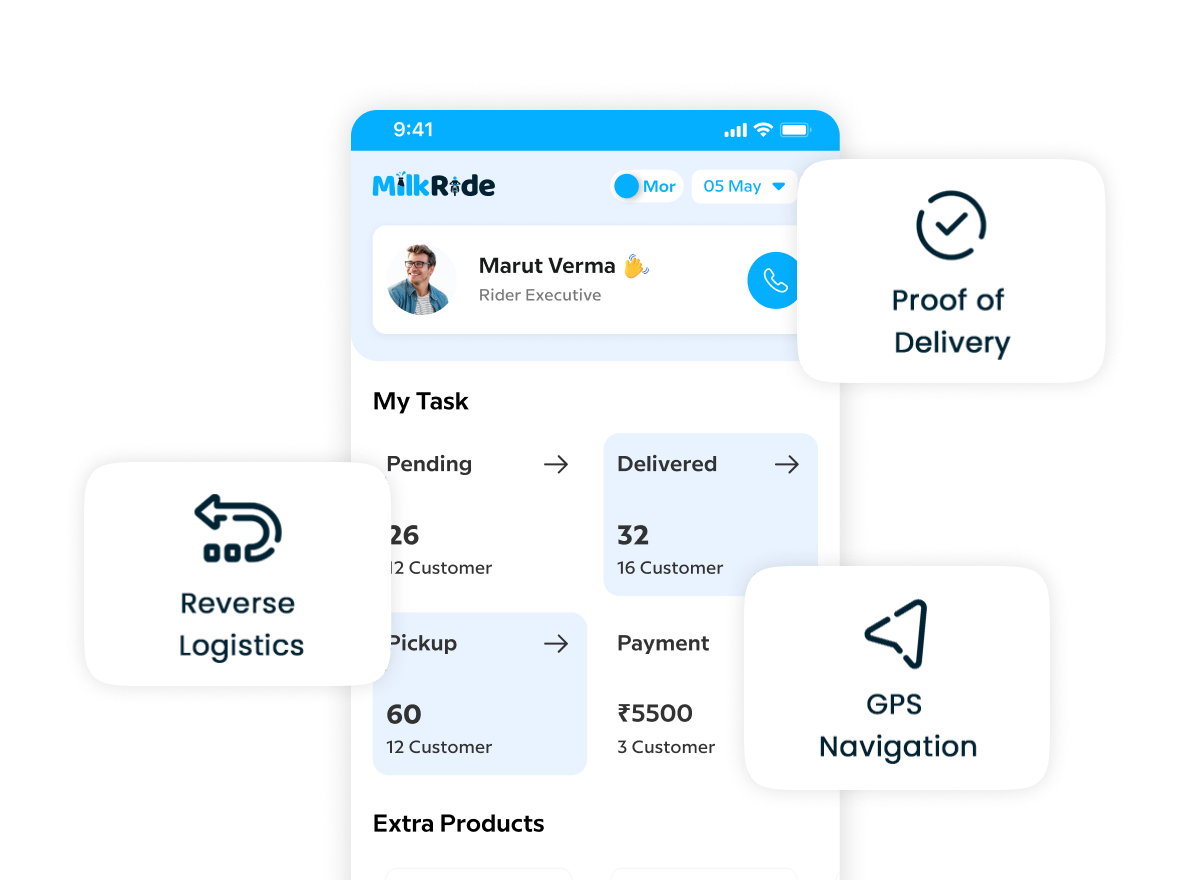 9:41
MilkRide
Mor
05 May
Marut Verma 👋
Rider Executive
Proof of
Delivery
My Task
Pending
26
12 Customer
Delivered
32
16 Customer
Reverse
Logistics
Pickup
60
12 Customer
Payment
₹5500
3 Customer
GPS
Navigation
Extra Products